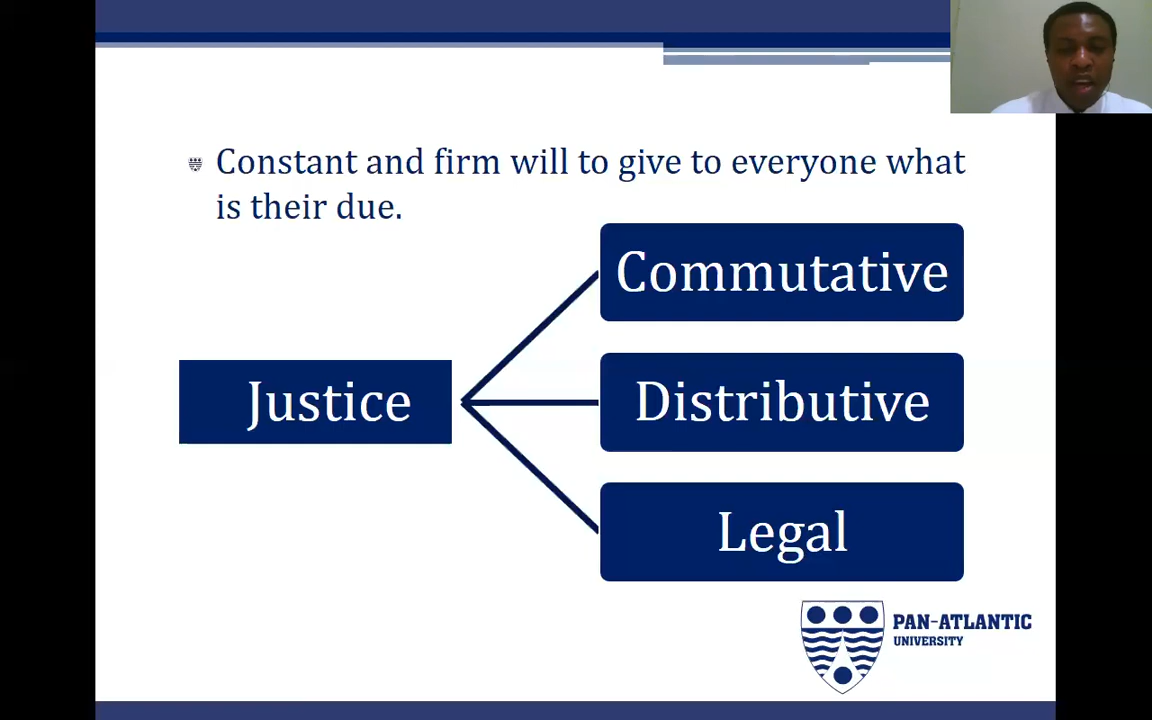 Constant and firm will to give to everyone what
is their due.
Commutative
Justice
Distributive
Legal
PAN-ATLANTIC
UNIVERSITY